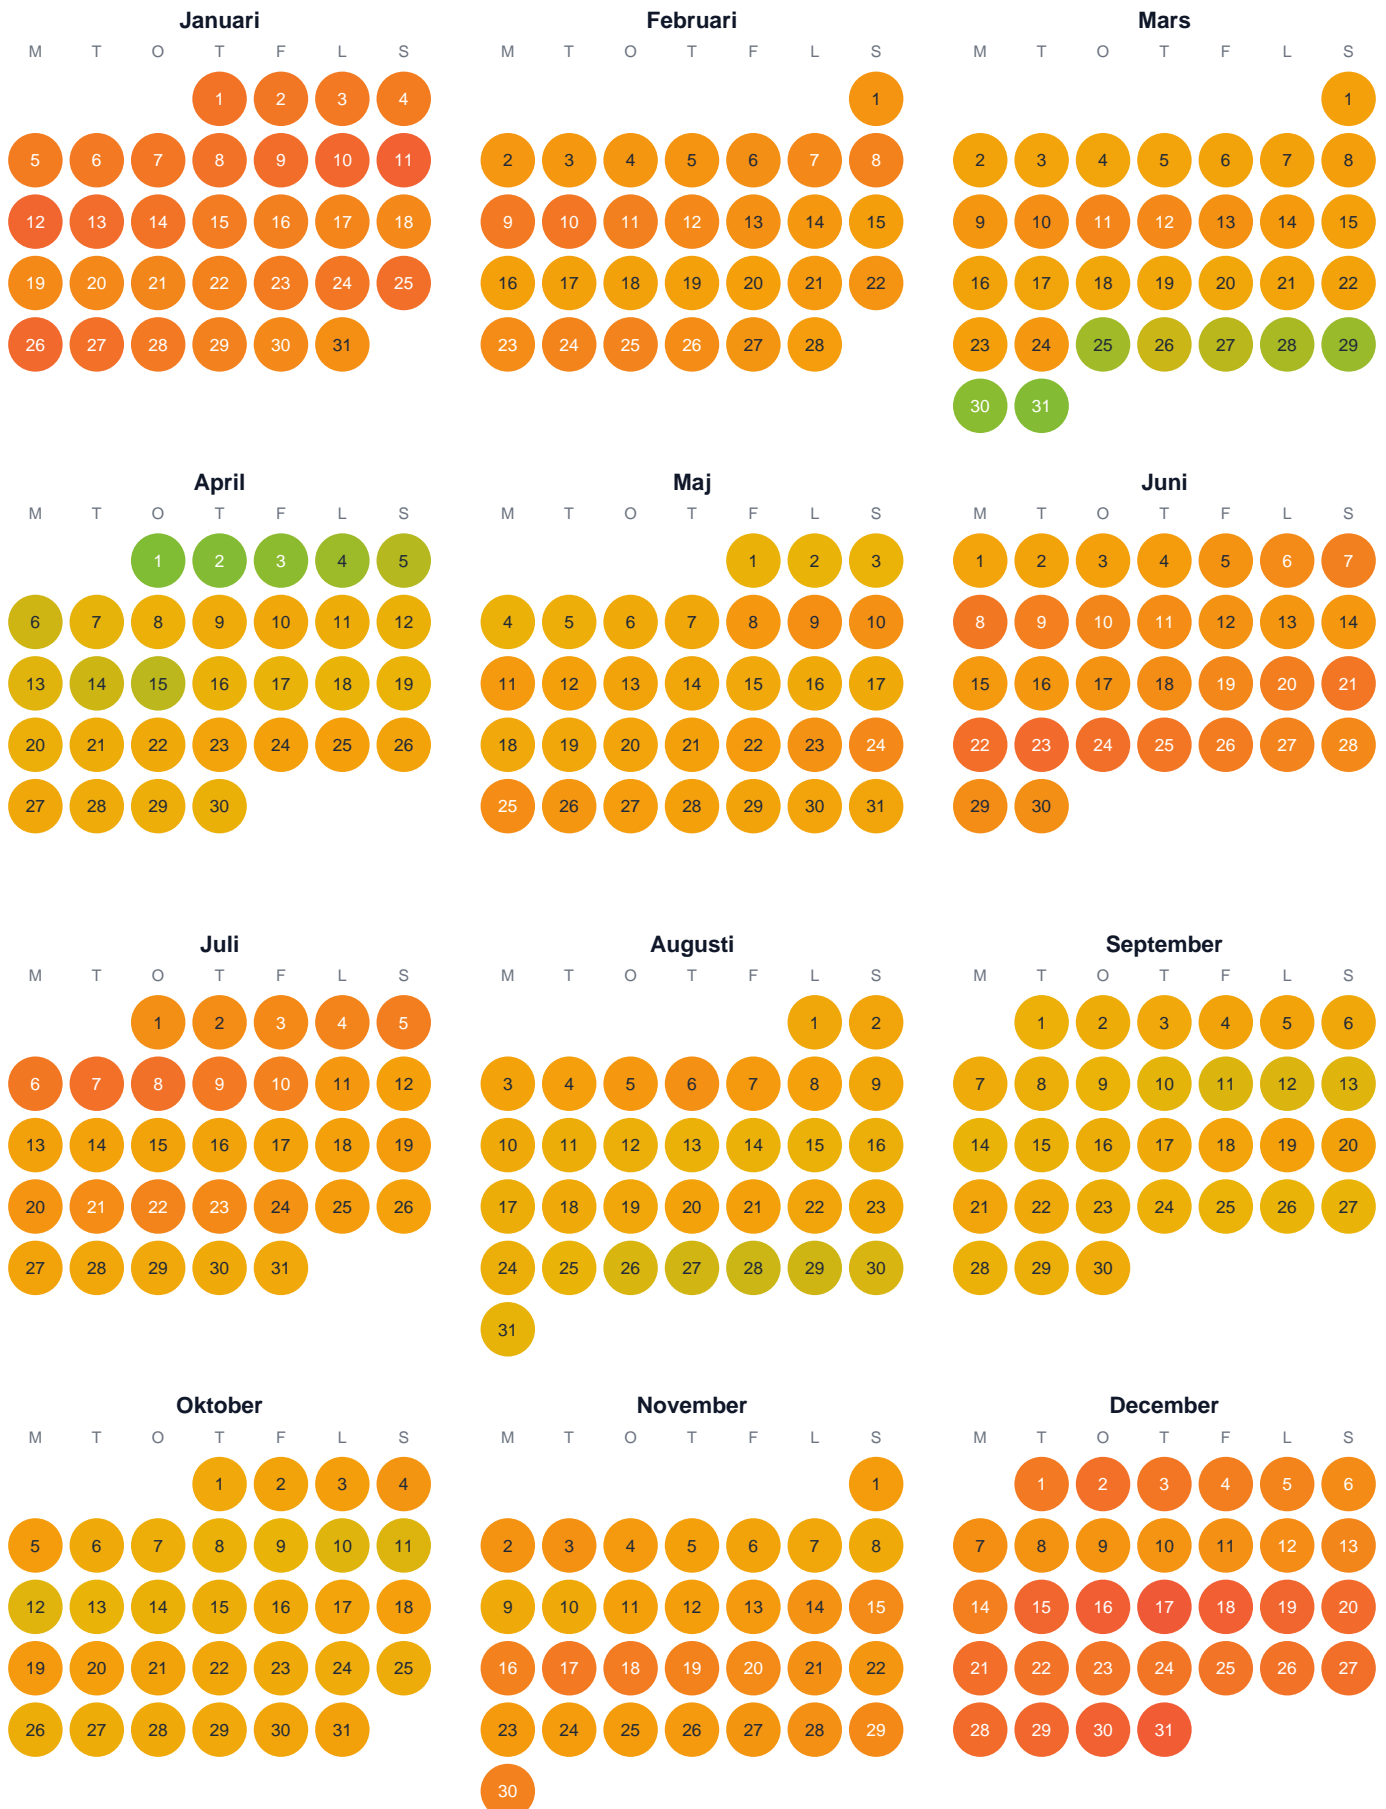 Januari
M T O T F L S
1 2 3 4
5 6 7 8 9 10 11
12 13 14 15 16 17 18
19 20 21 22 23 24 25
26 27 28 29 30 31
Februari
M T O T F L S
1
2 3 4 5 6 7 8
9 10 11 12 13 14 15
16 17 18 19 20 21 22
23 24 25 26 27 28
Mars
M T O T F L S
1
2 3 4 5 6 7 8
9 10 11 12 13 14 15
16 17 18 19 20 21 22
23 24 25 26 27 28 29
30 31
April
M T O T F L S
1 2 3 4 5
6 7 8 9 10 11 12
13 14 15 16 17 18 19
20 21 22 23 24 25 26
27 28 29 30
Maj
M T O T F L S
1 2 3
4 5 6 7 8 9 10
11 12 13 14 15 16 17
18 19 20 21 22 23 24
25 26 27 28 29 30 31
Juni
M T O T F L S
1 2 3 4 5 6 7
8 9 10 11 12 13 14
15 16 17 18 19 20 21
22 23 24 25 26 27 28
29 30
Juli
M T O T F L S
1 2 3 4 5
6 7 8 9 10 11 12
13 14 15 16 17 18 19
20 21 22 23 24 25 26
27 28 29 30 31
Augusti
M T O T F L S
1 2
3 4 5 6 7 8 9
10 11 12 13 14 15 16
17 18 19 20 21 22 23
24 25 26 27 28 29 30
31
September
M T O T F L S
1 2 3 4 5 6
7 8 9 10 11 12 13
14 15 16 17 18 19 20
21 22 23 24 25 26 27
28 29 30
Oktober
M T O T F L S
1 2 3 4
5 6 7 8 9 10 11
12 13 14 15 16 17 18
19 20 21 22 23 24 25
26 27 28 29 30 31
November
M T O T F L S
1
2 3 4 5 6 7 8
9 10 11 12 13 14 15
16 17 18 19 20 21 22
23 24 25 26 27 28 29
30
December
M T O T F L S
1 2 3 4 5 6
7 8 9 10 11 12 13
14 15 16 17 18 19 20
21 22 23 24 25 26 27
28 29 30 31